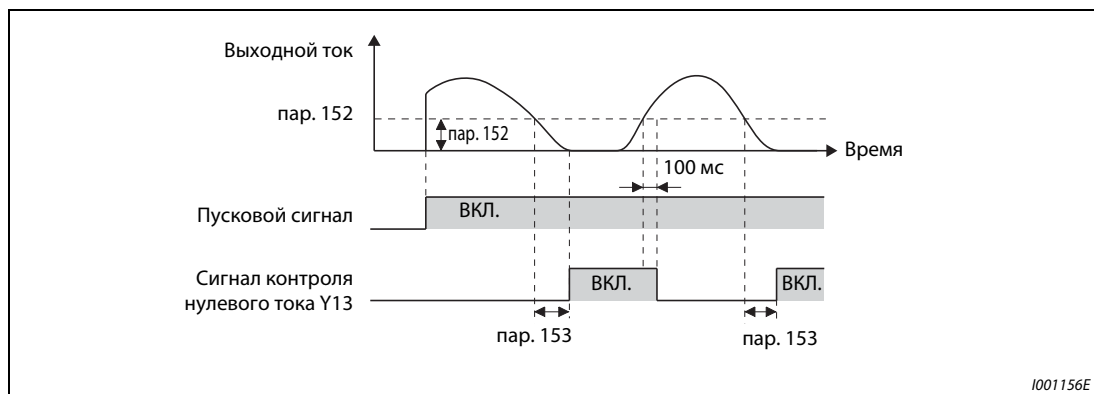 Выходной ток
пар. 152
пар. 152
Время
100 мс
Пусковой сигнал
ВКЛ.
Сигнал контроля
нулевого тока Y13
ВКЛ.
ВКЛ.
пар. 153
пар. 153
I001156E